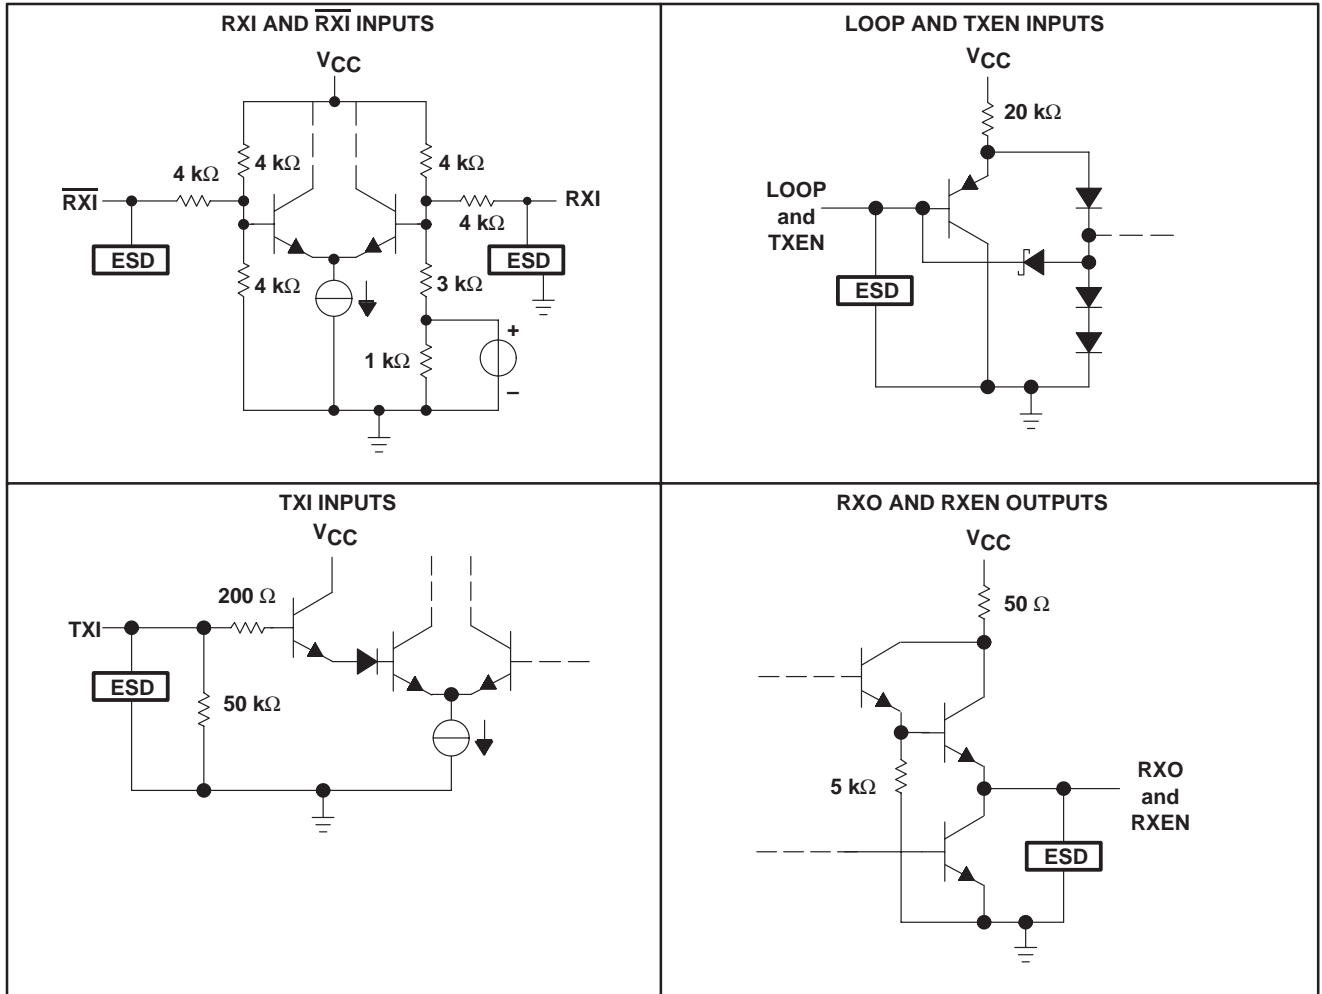 RXI AND R̅X̅I̅ INPUTS
VCC
4 kΩ
4 kΩ
4 kΩ
R̅X̅I̅
RXI
4 kΩ
ESD
ESD
4 kΩ
3 kΩ
1 kΩ
+
–
LOOP AND TXEN INPUTS
VCC
20 kΩ
LOOP
and
TXEN
ESD
TXI INPUTS
VCC
200 Ω
TXI
ESD
50 kΩ
RXO AND RXEN OUTPUTS
VCC
50 Ω
5 kΩ
RXO
and
RXEN
ESD